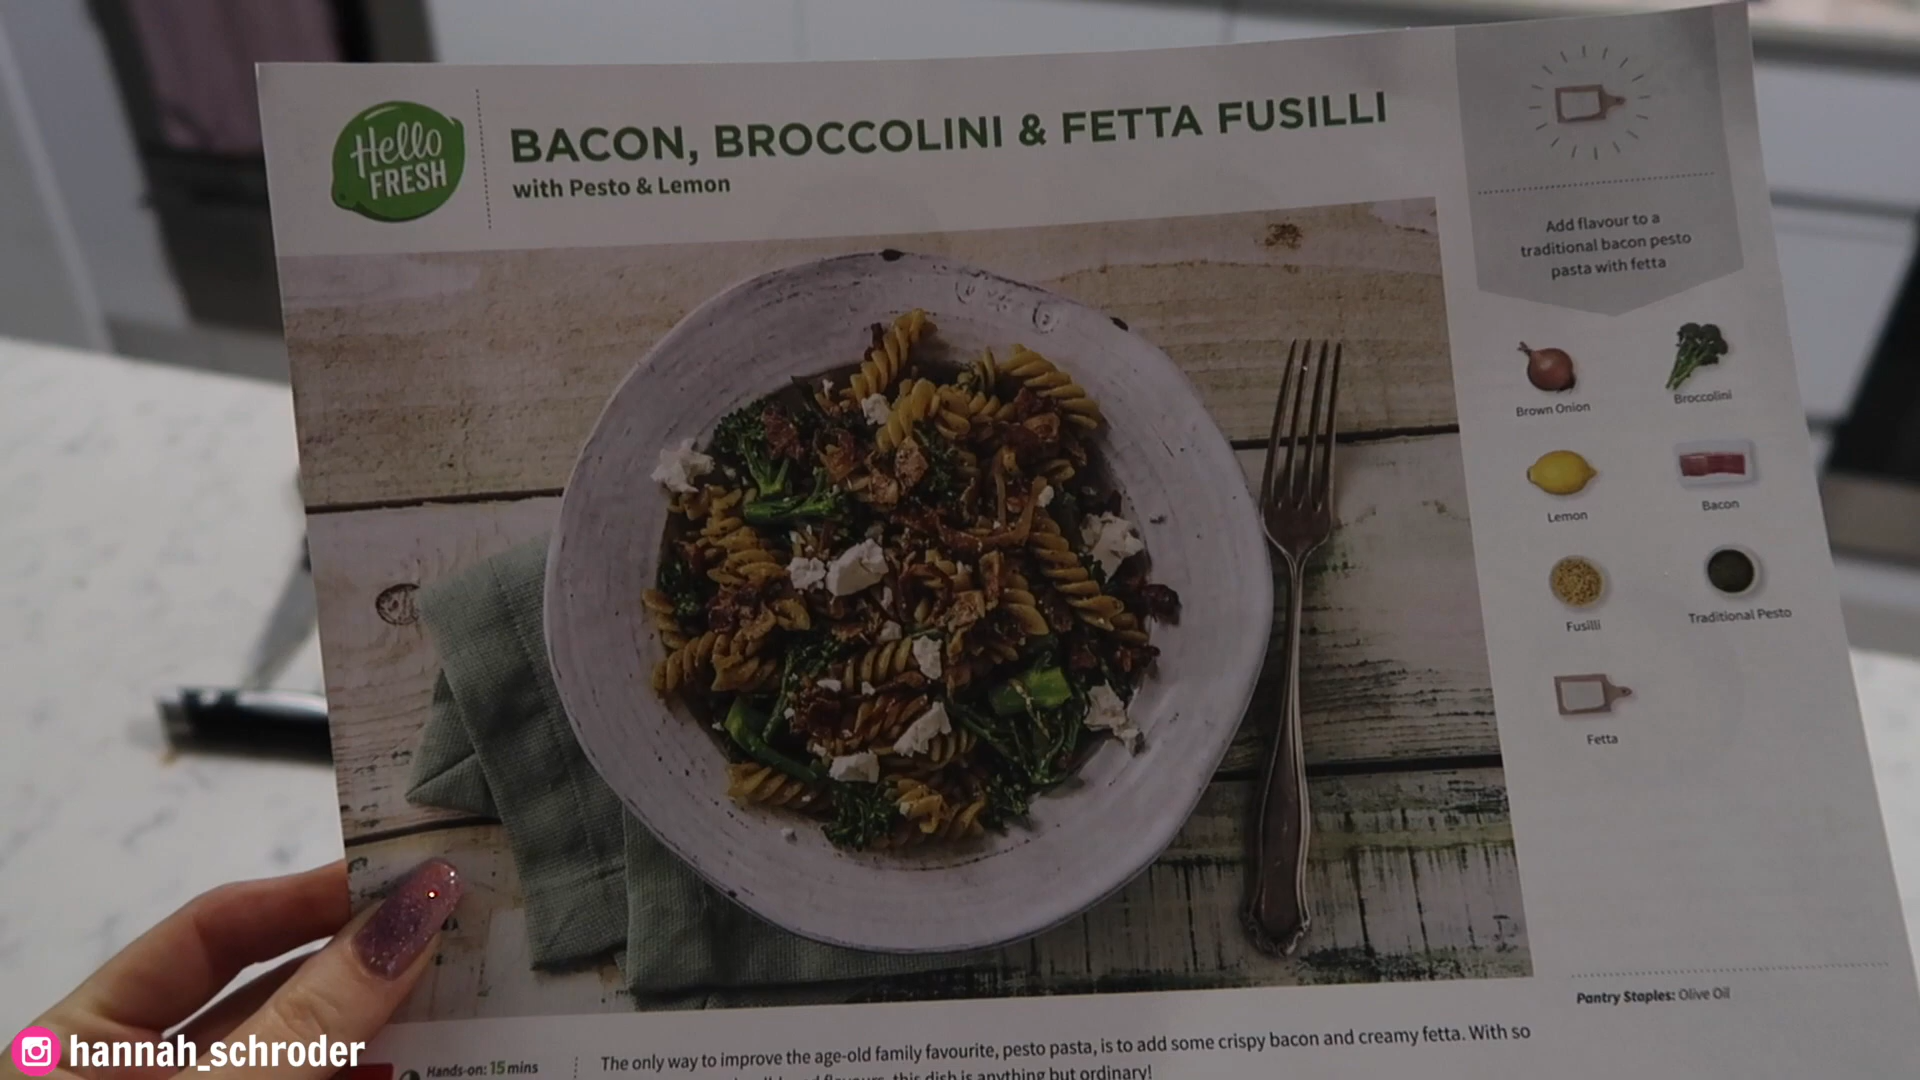 Hello
FRESH
BACON, BROCCOLINI & FETTA FUSILLI
with Pesto & Lemon
Add flavour to a
traditional bacon pesto
pasta with fetta
Brown Onion
Broccolini
Lemon
Bacon
Fusilli
Traditional Pesto
Fetta
Pantry Staples: Olive Oil
Hands-on: 15 mins
The only way to improve the age-old family favourite, pesto pasta, is to add some crispy bacon and creamy fetta. With so
this dish is anything but ordinary!
hannah_schroder